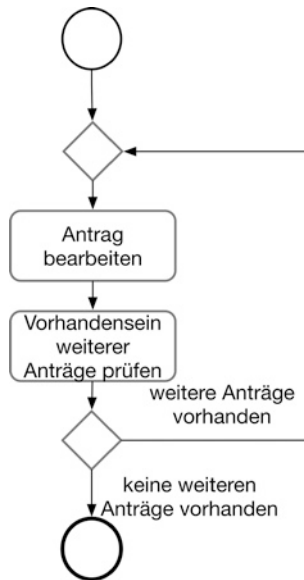 Antrag
bearbeiten
Vorhandensein
weiterer
Anträge prüfen
weitere Anträge
vorhanden
keine weiteren
Anträge vorhanden